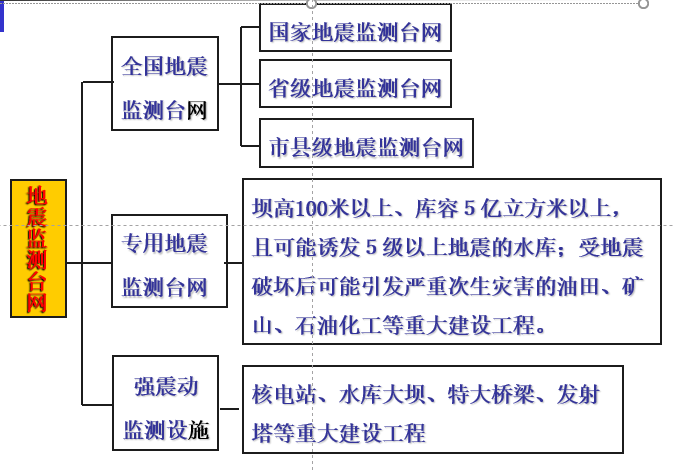 地震监测台网
全国地震
监测台网
国家地震监测台网
省级地震监测台网
市县级地震监测台网
专用地震
监测台网
坝高100米以上、库容５亿立方米以上，
且可能诱发５级以上地震的水库；受地震
破坏后可能引发严重次生灾害的油田、矿
山、石油化工等重大建设工程。
强震动
监测设施
核电站、水库大坝、特大桥梁、发射
塔等重大建设工程